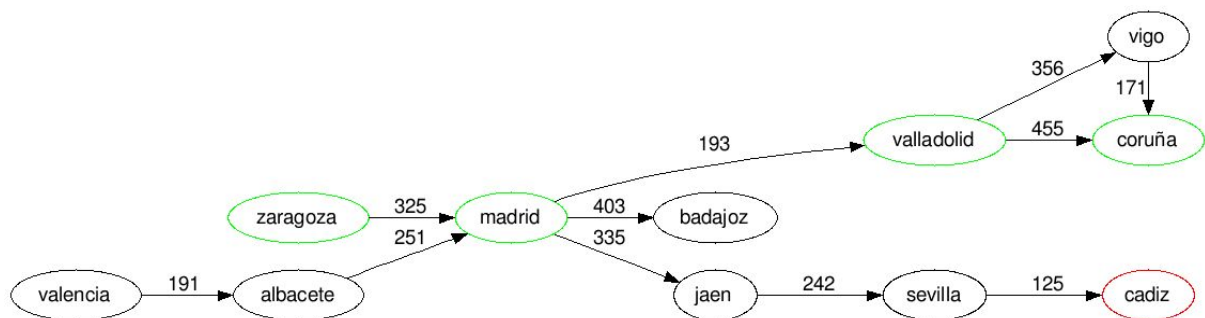 vigo
356
171
193
valladolid
455
coruña
zaragoza
325
madrid
403
badajoz
251
335
valencia
191
albacete
jaen
242
sevilla
125
cadiz